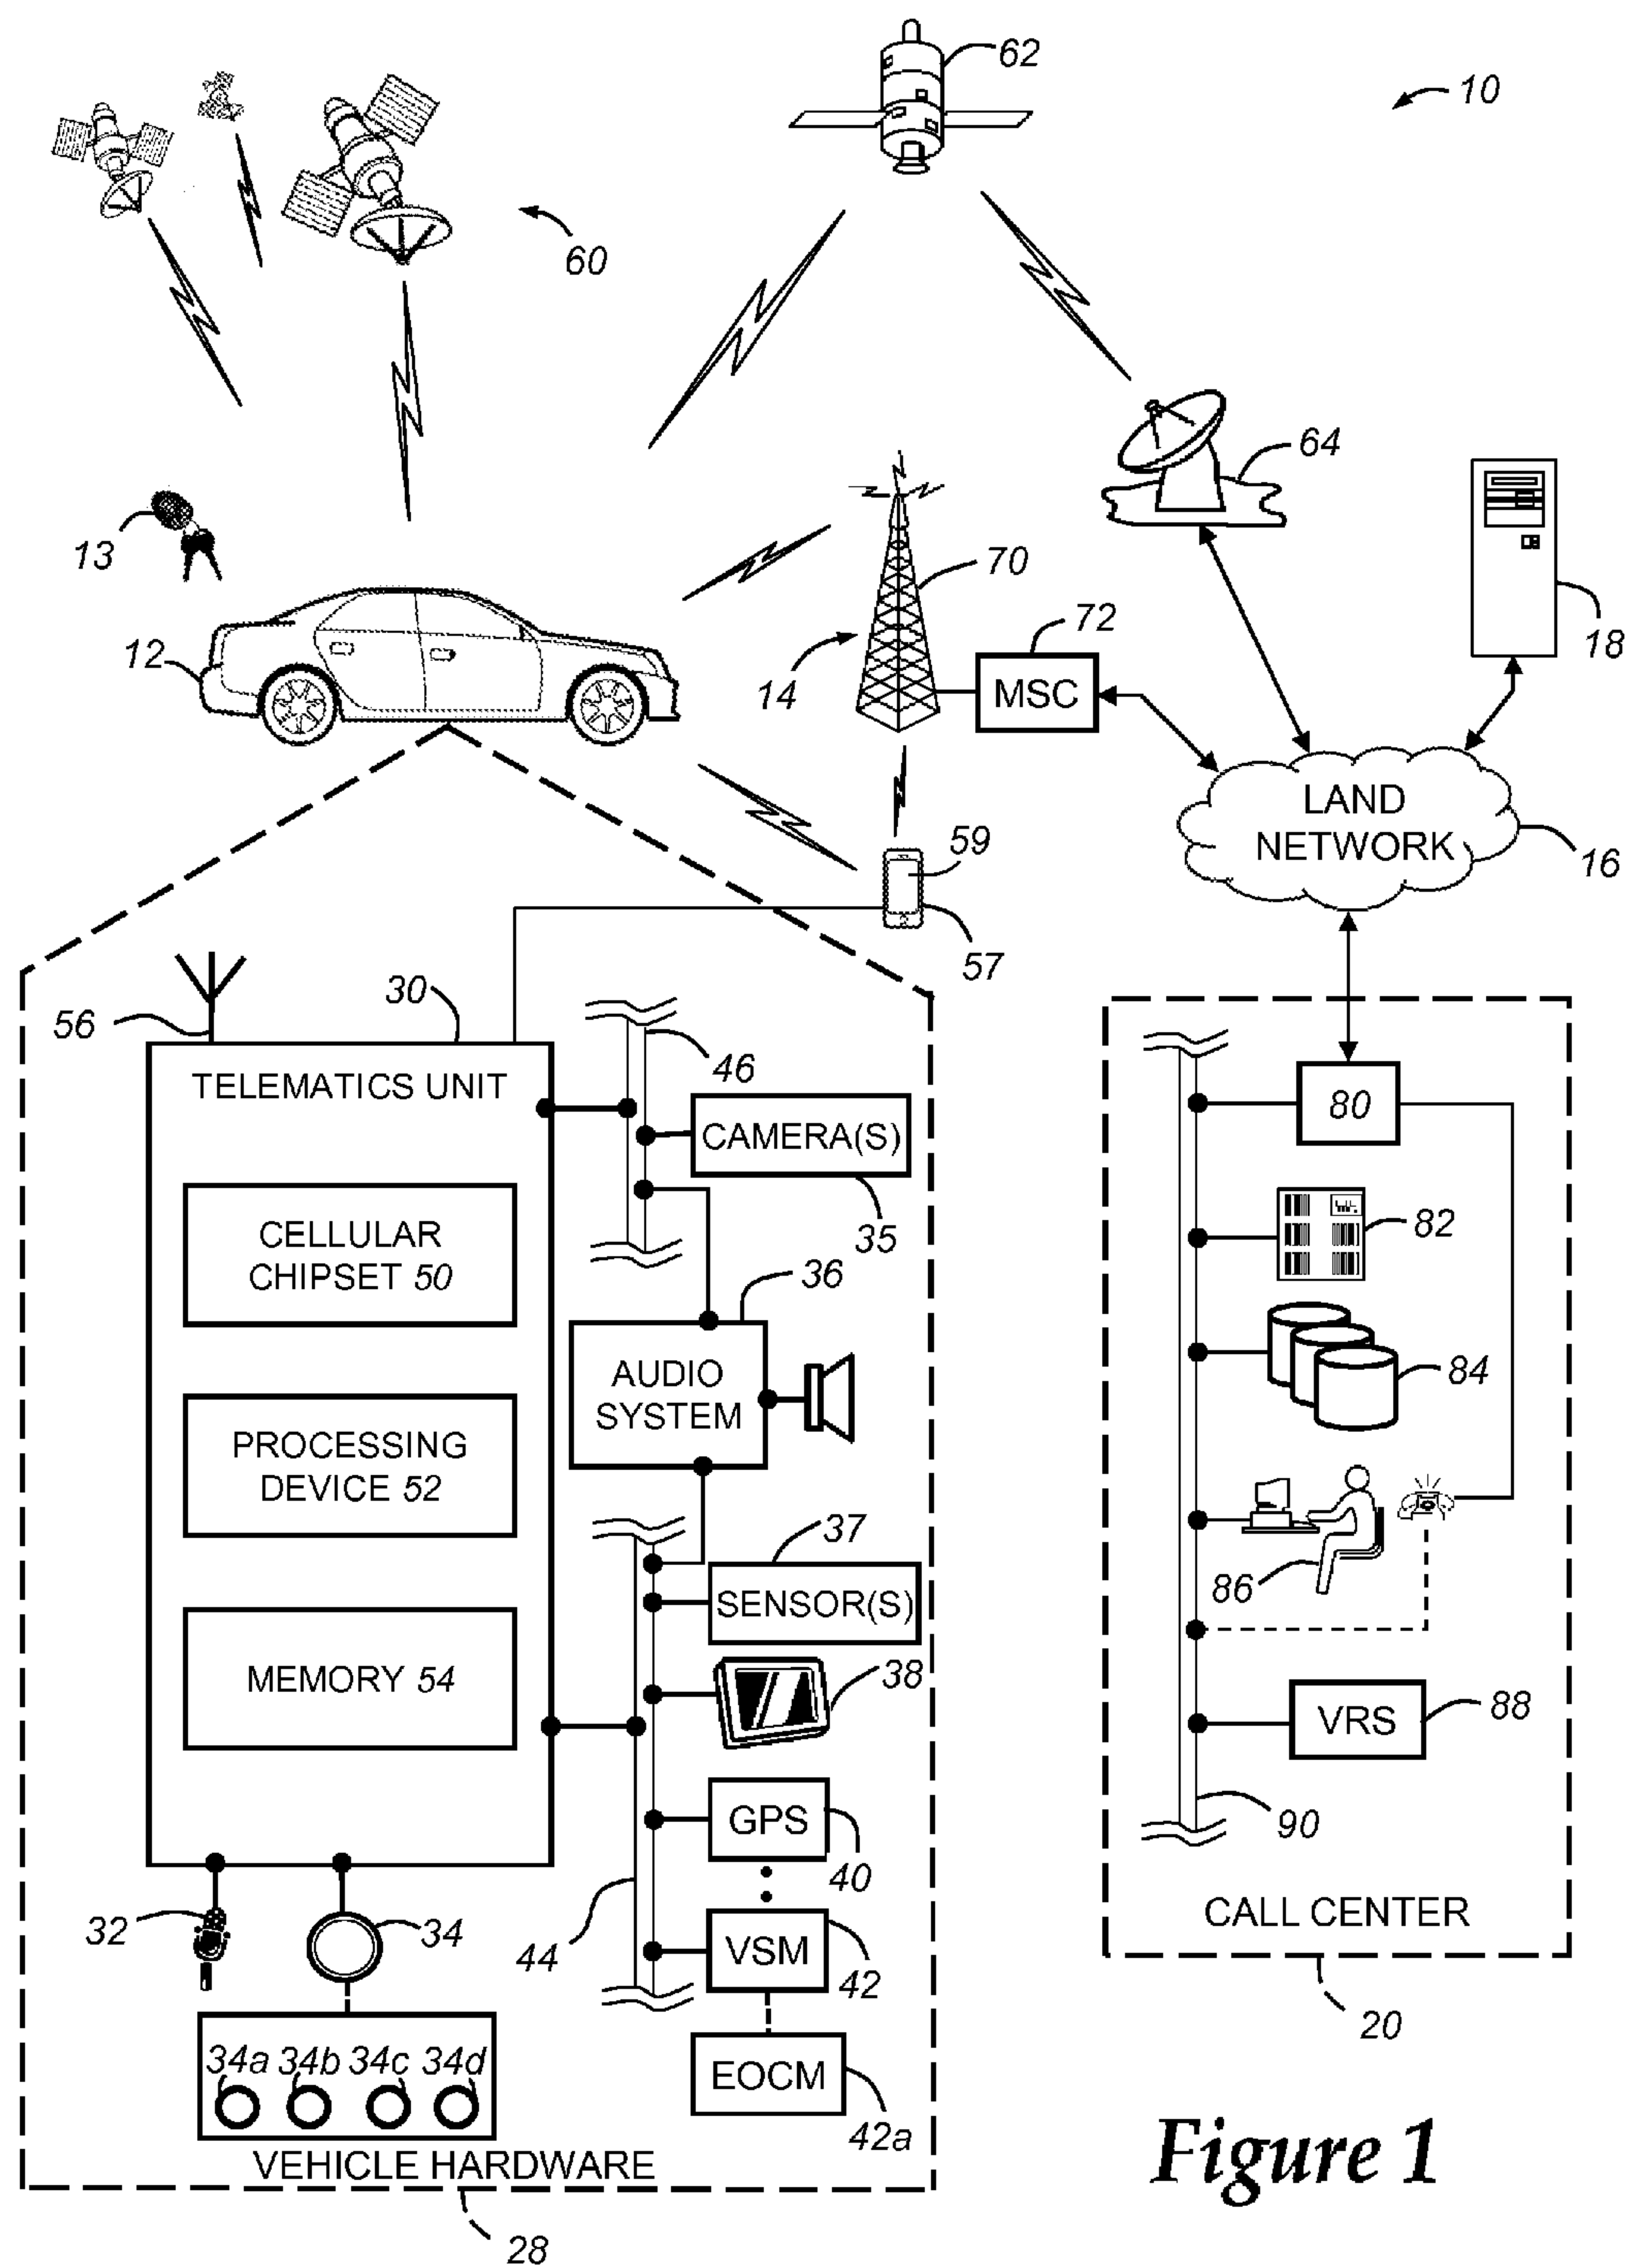 62
10
60
64
13
70
18
12
72
14
MSC
LAND
NETWORK
16
59
57
30
56
46
TELEMATICS UNIT
80
CAMERA(S)
35
82
CELLULAR
CHIPSET 50
36
AUDIO
SYSTEM
84
PROCESSING
DEVICE 52
37
SENSOR(S)
86
MEMORY 54
38
88
VRS
GPS
40
90
32
34
44
VSM
42
CALL CENTER
20
34a 34b 34c 34d
EOCM
42a
VEHICLE HARDWARE
28
Figure 1